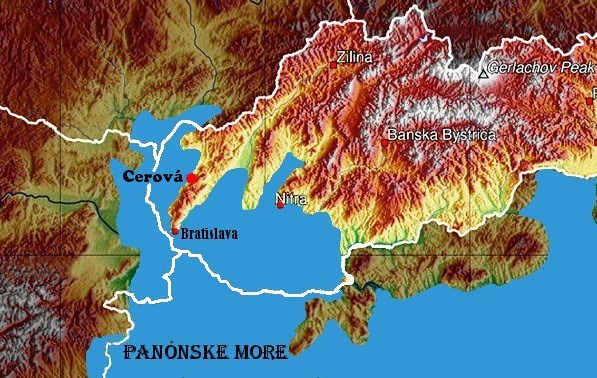 Zilina
Gerlachov Peak
P
Banska Bystrica
Cerová
Nitra
Bratislava
PANÓNSKE MORE